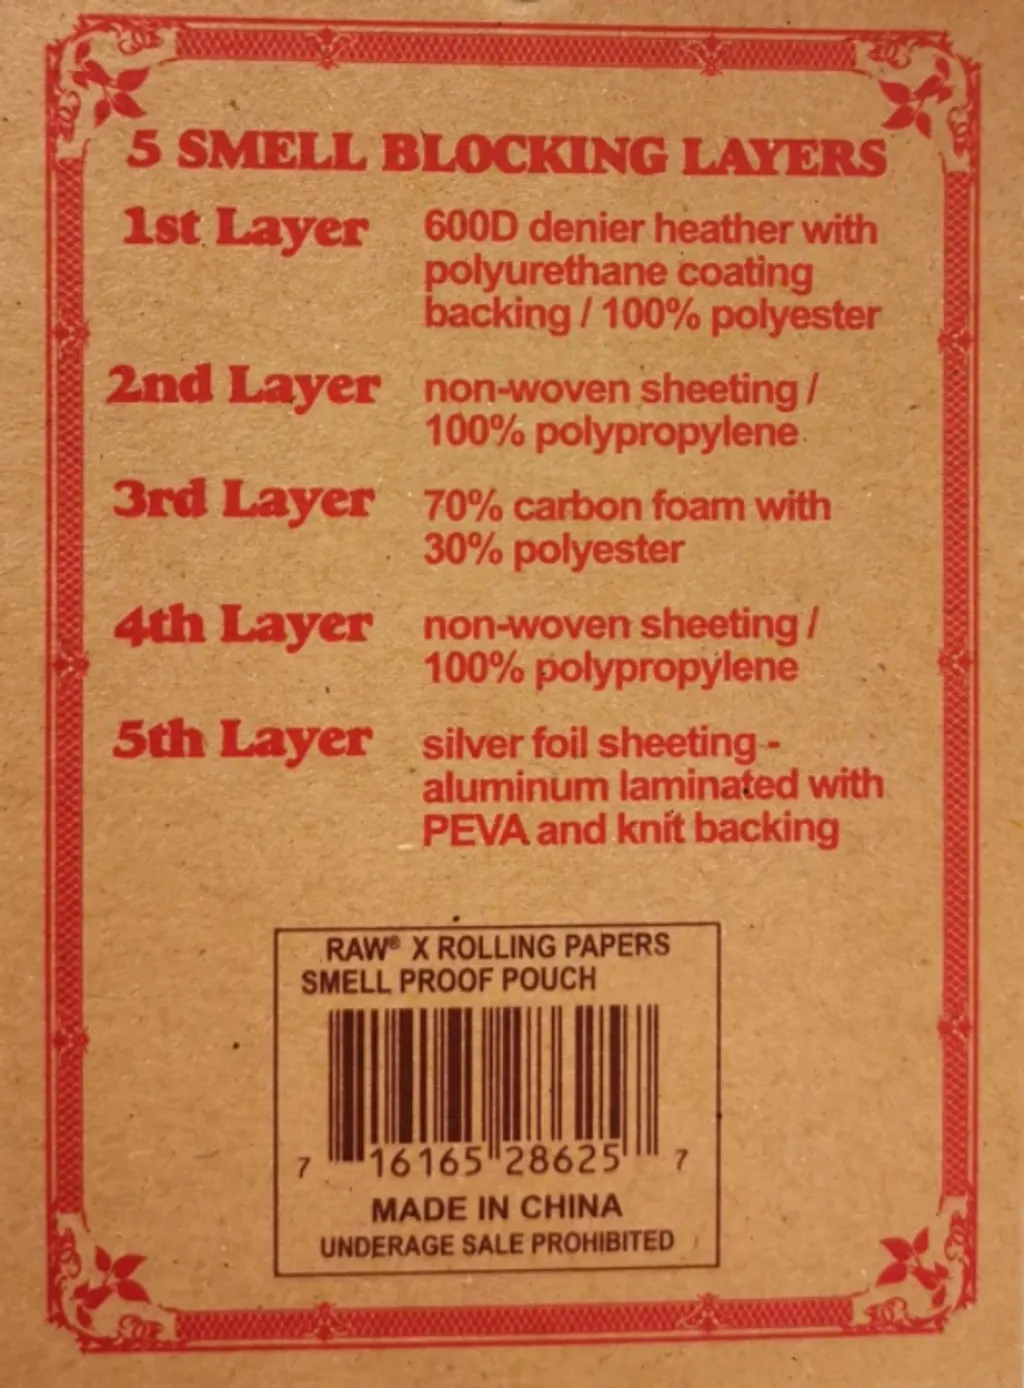 5 SMELL BLOCKING LAYERS
1st Layer
600D denier heather with
polyurethane coating
backing / 100% polyester
2nd Layer
non-woven sheeting /
100% polypropylene
3rd Layer
70% carbon foam with
30% polyester
4th Layer
non-woven sheeting /
100% polypropylene
5th Layer
silver foil sheeting -
aluminum laminated with
PEVA and knit backing
RAW® X ROLLING PAPERS
SMELL PROOF POUCH
7 16165 28625 7
MADE IN CHINA
UNDERAGE SALE PROHIBITED